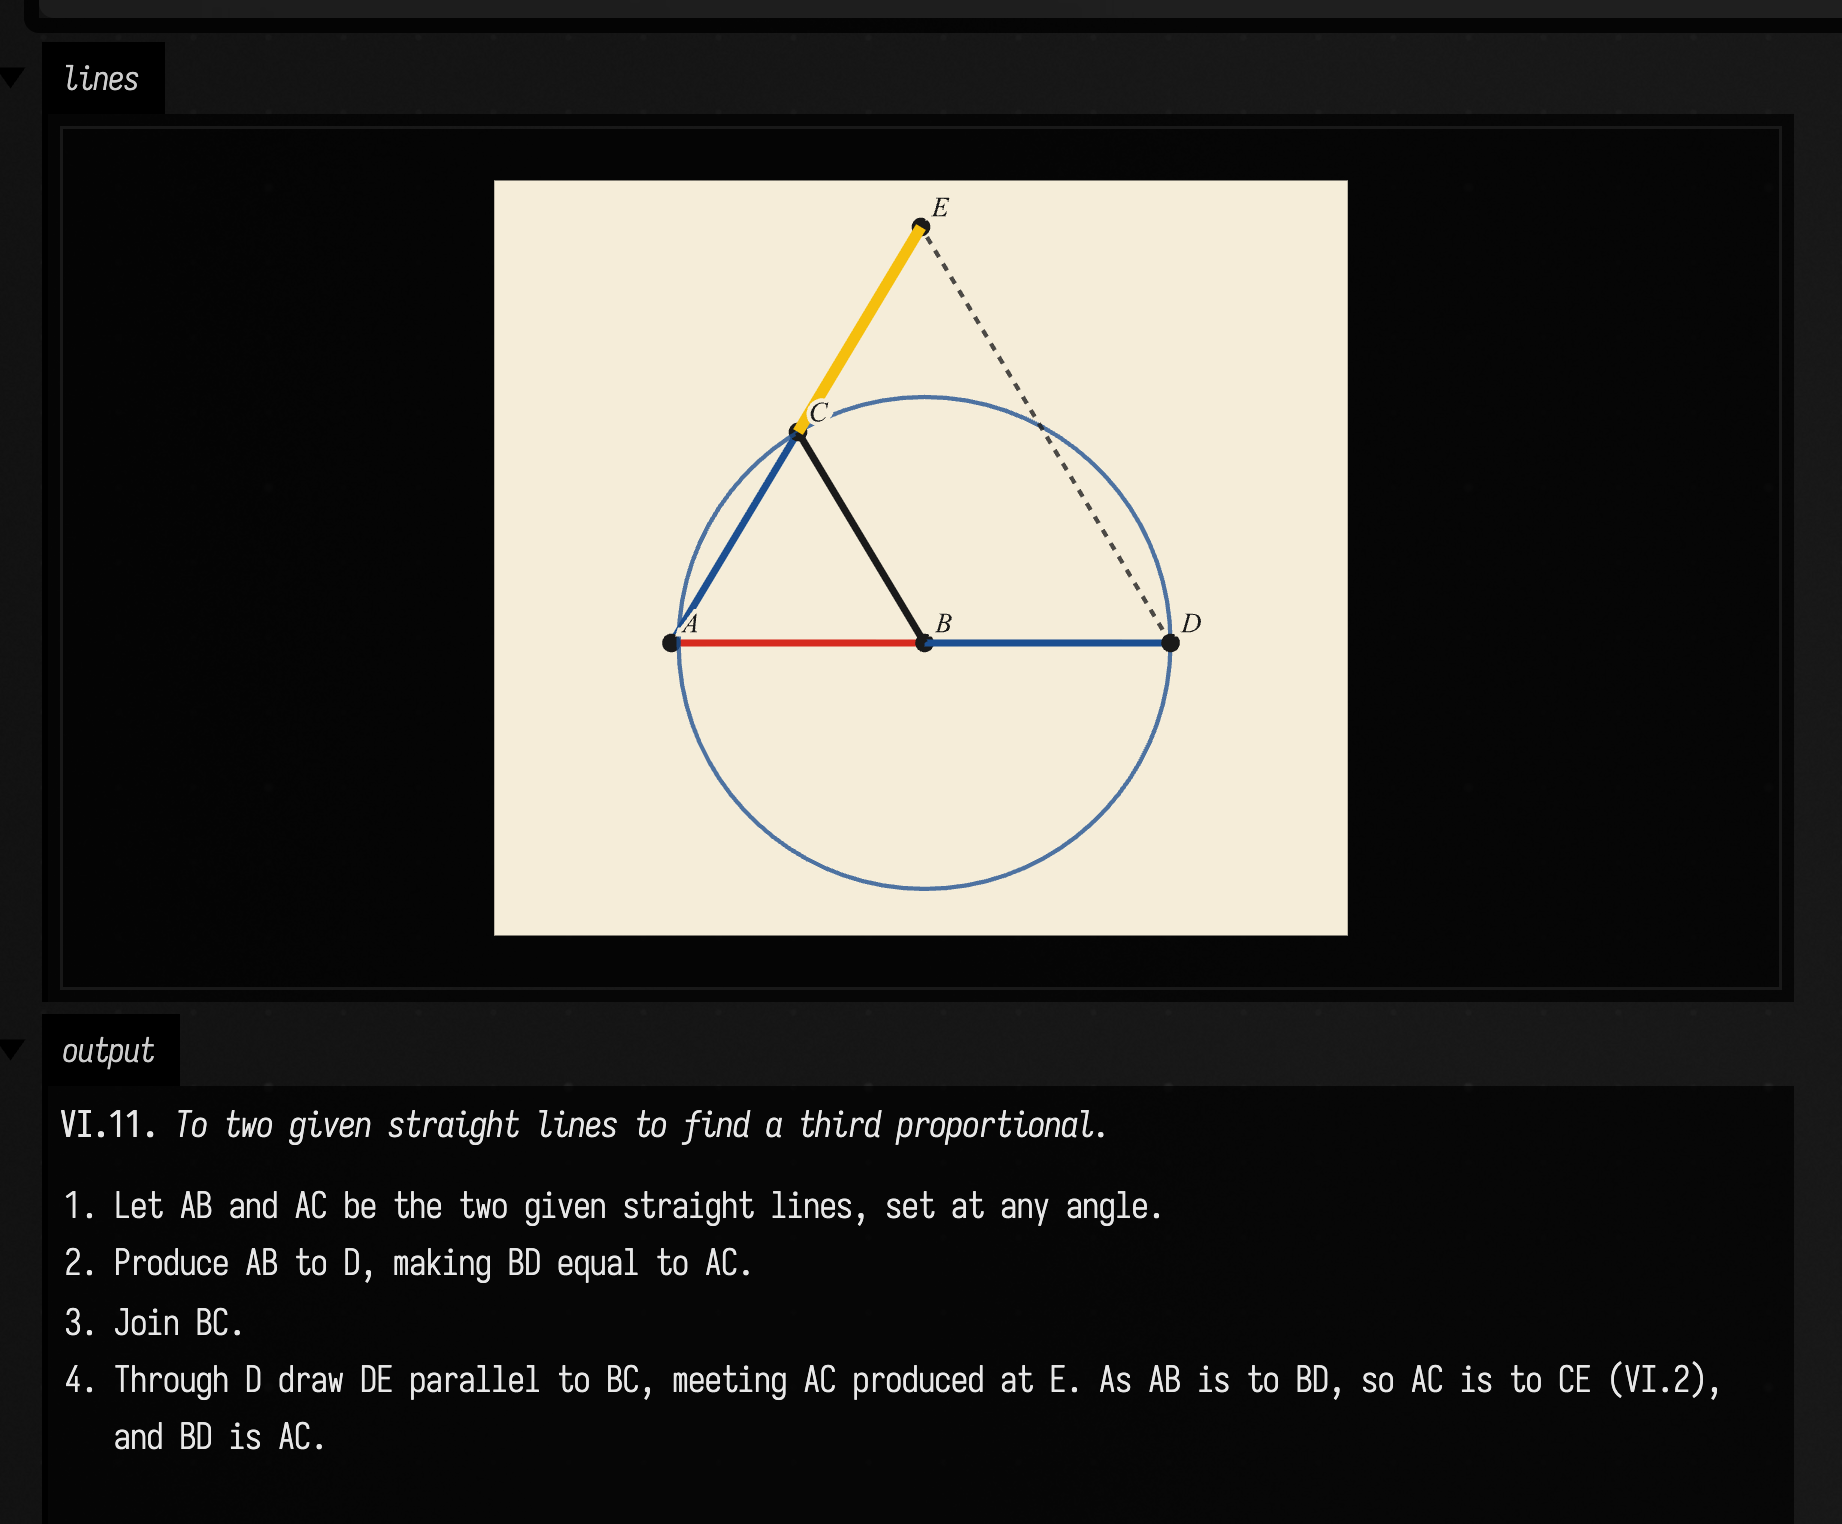 lines
E
C
A
B
D
output
VI.11. To two given straight lines to find a third proportional.
1. Let AB and AC be the two given straight lines, set at any angle.
2. Produce AB to D, making BD equal to AC.
3. Join BC.
4. Through D draw DE parallel to BC, meeting AC produced at E. As AB is to BD, so AC is to CE (VI.2),
and BD is AC.